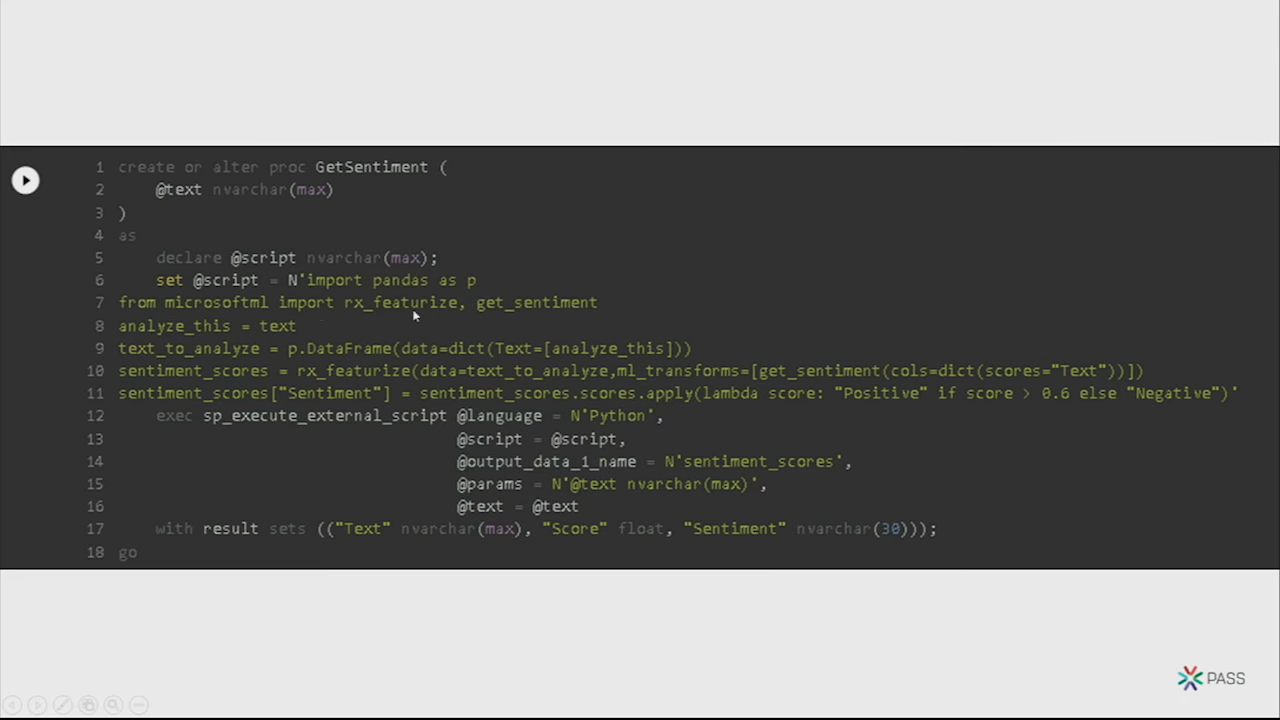 1 create or alter proc GetSentiment (
2 @text nvarchar(max)
3 )
4 as
5 declare @script nvarchar(max);
6 set @script = N'import pandas as p
7 from microsoftml import rx_featurize, get_sentiment
8 analyze_this = text
9 text_to_analyze = p.DataFrame(data=dict(Text=[analyze_this]))
10 sentiment_scores = rx_featurize(data=text_to_analyze,ml_transforms=[get_sentiment(cols=dict(scores="Text"))])
11 sentiment_scores["Sentiment"] = sentiment_scores.scores.apply(lambda score: "Positive" if score > 0.6 else "Negative")'
12 exec sp_execute_external_script @language = N'Python',
13 @script = @script,
14 @output_data_1_name = N'sentiment_scores',
15 @params = N'@text nvarchar(max)',
16 @text = @text
17 with result sets (("Text" nvarchar(max), "Score" float, "Sentiment" nvarchar(30)));
18 go
PASS